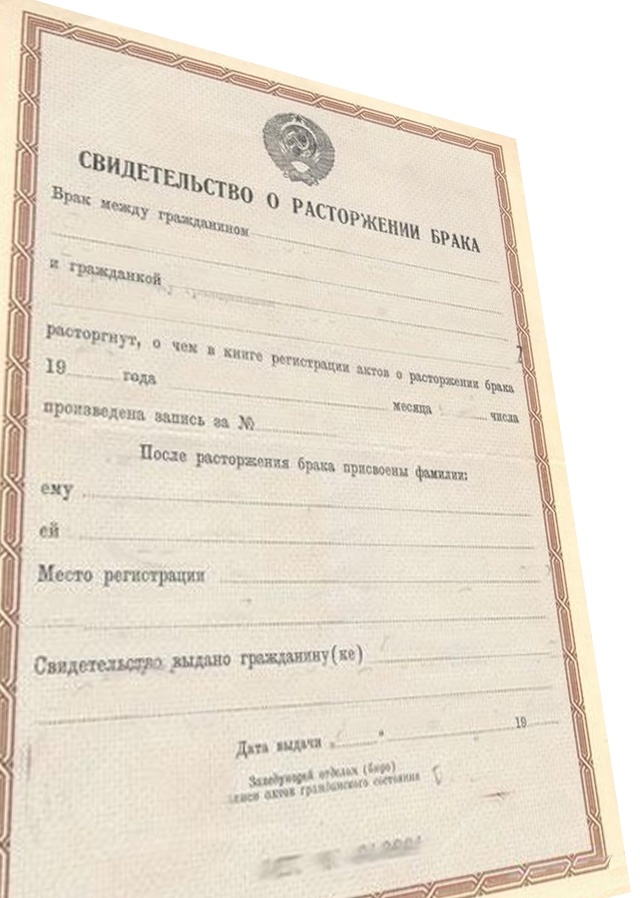 СВИДЕТЕЛЬСТВО О РАСТОРЖЕНИИ БРАКА
Брак между гражданином
и гражданкой
расторгнут, о чем в книге регистрации актов о расторжении брака
19 года месяца числа
произведена запись за №
После расторжения брака присвоены фамилии:
ему
ей
Место регистрации
Свидетельство выдано гражданину(ке)
Дата выдачи „ “ 19
Заведующий отделом (бюро)
записи актов гражданского состояния